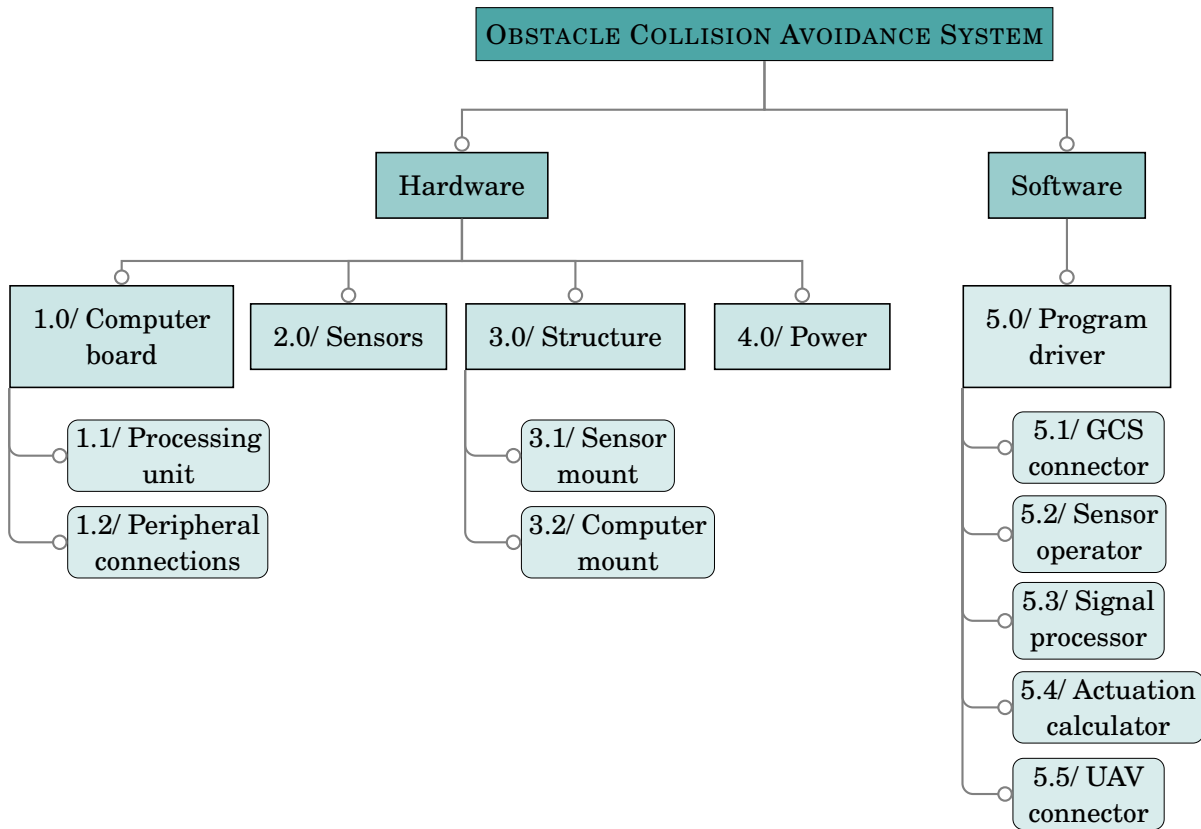 OBSTACLE COLLISION AVOIDANCE SYSTEM
Hardware
Software
1.0/ Computer
board
2.0/ Sensors
3.0/ Structure
4.0/ Power
5.0/ Program
driver
1.1/ Processing
unit
1.2/ Peripheral
connections
3.1/ Sensor
mount
3.2/ Computer
mount
5.1/ GCS
connector
5.2/ Sensor
operator
5.3/ Signal
processor
5.4/ Actuation
calculator
5.5/ UAV
connector